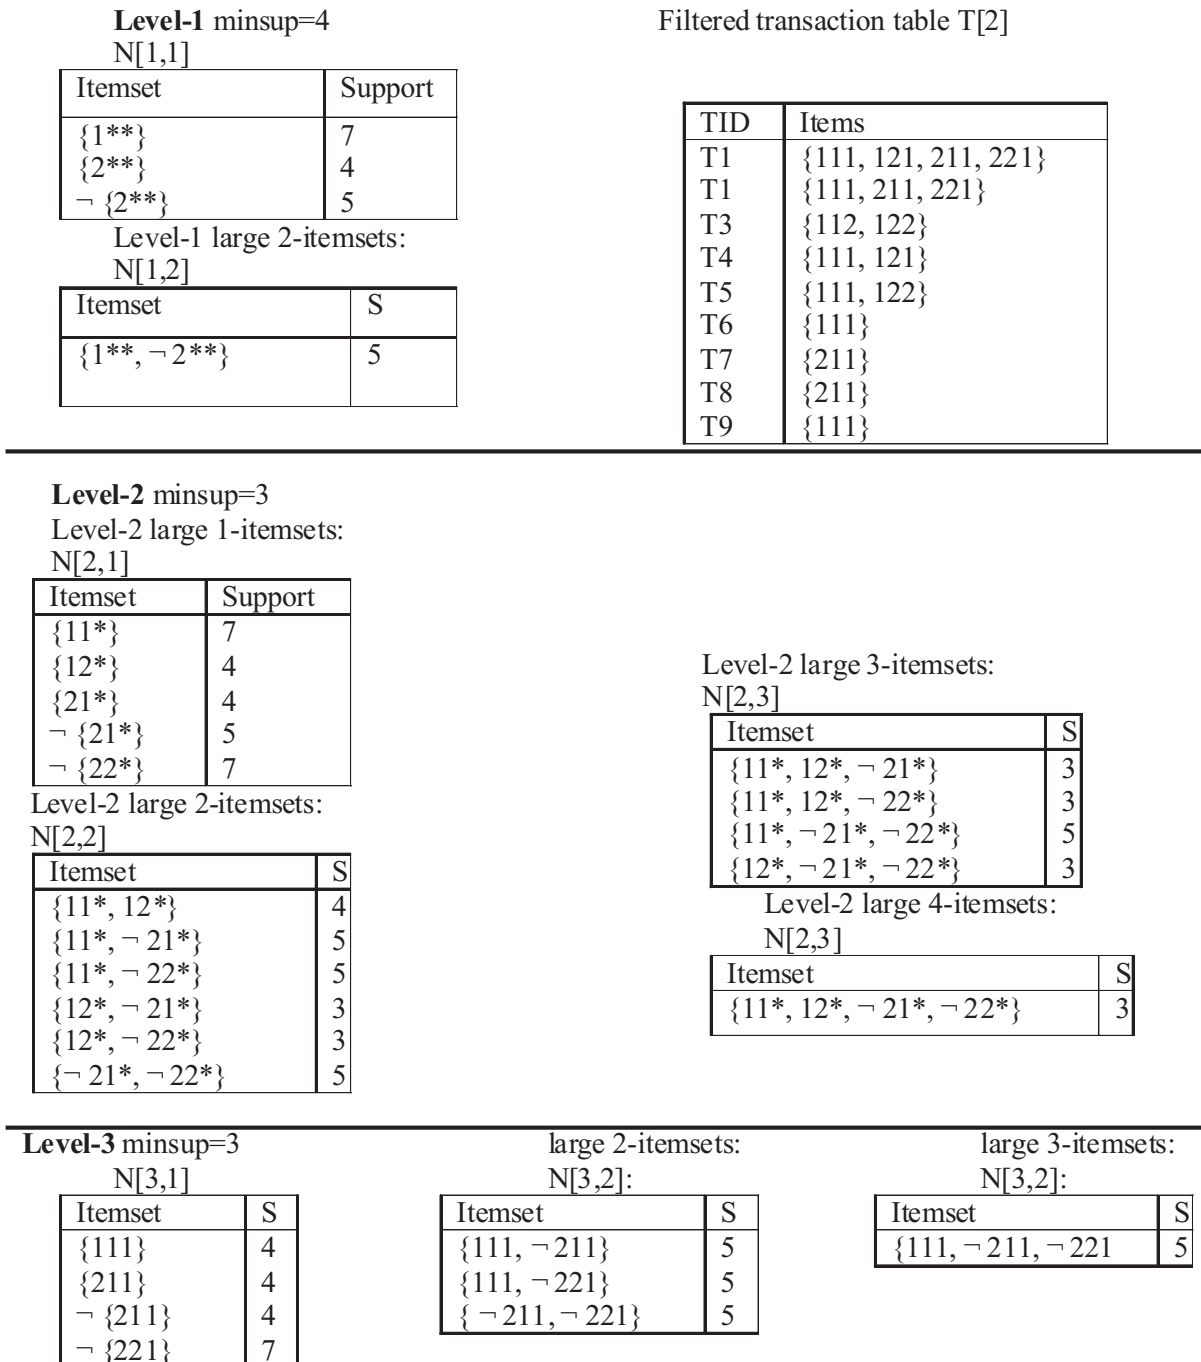 Level-1 minsup=4
N[1,1]
Itemset Support
{1**} 7
{2**} 4
¬ {2**} 5
Level-1 large 2-itemsets:
N[1,2]
Itemset S
{1**, ¬ 2**} 5
Filtered transaction table T[2]
TID Items
T1 {111, 121, 211, 221}
T1 {111, 211, 221}
T3 {112, 122}
T4 {111, 121}
T5 {111, 122}
T6 {111}
T7 {211}
T8 {211}
T9 {111}
Level-2 minsup=3
Level-2 large 1-itemsets:
N[2,1]
Itemset Support
{11*} 7
{12*} 4
{21*} 4
¬ {21*} 5
¬ {22*} 7
Level-2 large 2-itemsets:
N[2,2]
Itemset S
{11*, 12*} 4
{11*, ¬ 21*} 5
{11*, ¬ 22*} 5
{12*, ¬ 21*} 3
{12*, ¬ 22*} 3
{¬ 21*, ¬ 22*} 5
Level-2 large 3-itemsets:
N[2,3]
Itemset S
{11*, 12*, ¬ 21*} 3
{11*, 12*, ¬ 22*} 3
{11*, ¬ 21*, ¬ 22*} 5
{12*, ¬ 21*, ¬ 22*} 3
Level-2 large 4-itemsets:
N[2,3]
Itemset S
{11*, 12*, ¬ 21*, ¬ 22*} 3
Level-3 minsup=3
N[3,1]
Itemset S
{111} 4
{211} 4
¬ {211} 4
¬ {221} 7
large 2-itemsets:
N[3,2]:
Itemset S
{111, ¬ 211} 5
{111, ¬ 221} 5
{ ¬ 211, ¬ 221} 5
large 3-itemsets:
N[3,2]:
Itemset S
{111, ¬ 211, ¬ 221 5